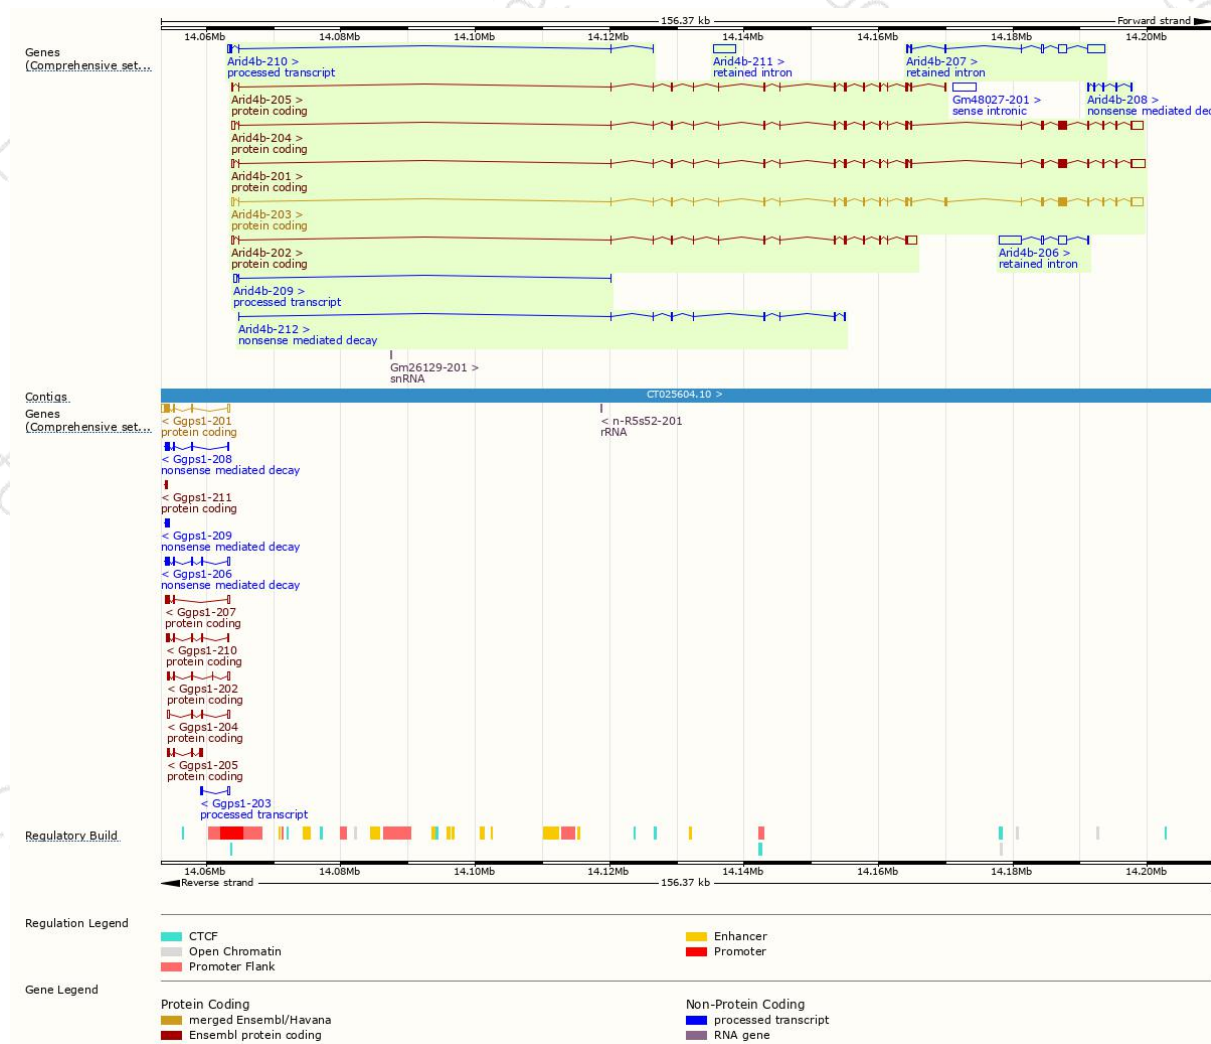 156.37 kb Forward strand
14.06Mb 14.08Mb 14.10Mb 14.12Mb 14.14Mb 14.16Mb 14.18Mb 14.20Mb
Genes
(Comprehensive set...
Arid4b-210 > Arid4b-211 > Arid4b-207 >
processed transcript retained intron retained intron
Arid4b-205 > Gm48027-201 > Arid4b-208 >
protein coding sense intronic nonsense mediated dec
Arid4b-204 >
protein coding
Arid4b-201 >
protein coding
Arid4b-203 >
protein coding
Arid4b-202 > Arid4b-206 >
protein coding retained intron
Arid4b-209 >
processed transcript
Arid4b-212 >
nonsense mediated decay
Gm26129-201 >
snRNA
Contigs CT025604.10 >
Genes
(Comprehensive set...
< Ggps1-201 < n-R5s52-201
protein coding rRNA
< Ggps1-208
nonsense mediated decay
< Ggps1-211
protein coding
< Ggps1-209
nonsense mediated decay
< Ggps1-206
nonsense mediated decay
< Ggps1-207
protein coding
< Ggps1-210
protein coding
< Ggps1-202
protein coding
< Ggps1-204
protein coding
< Ggps1-205
protein coding
< Ggps1-203
processed transcript
Regulatory Build
14.06Mb 14.08Mb 14.10Mb 14.12Mb 14.14Mb 14.16Mb 14.18Mb 14.20Mb
Reverse strand 156.37 kb
Regulation Legend
CTCF Enhancer
Open Chromatin Promoter
Promoter Flank
Gene Legend
Protein Coding Non-Protein Coding
merged Ensembl/Havana processed transcript
Ensembl protein coding RNA gene